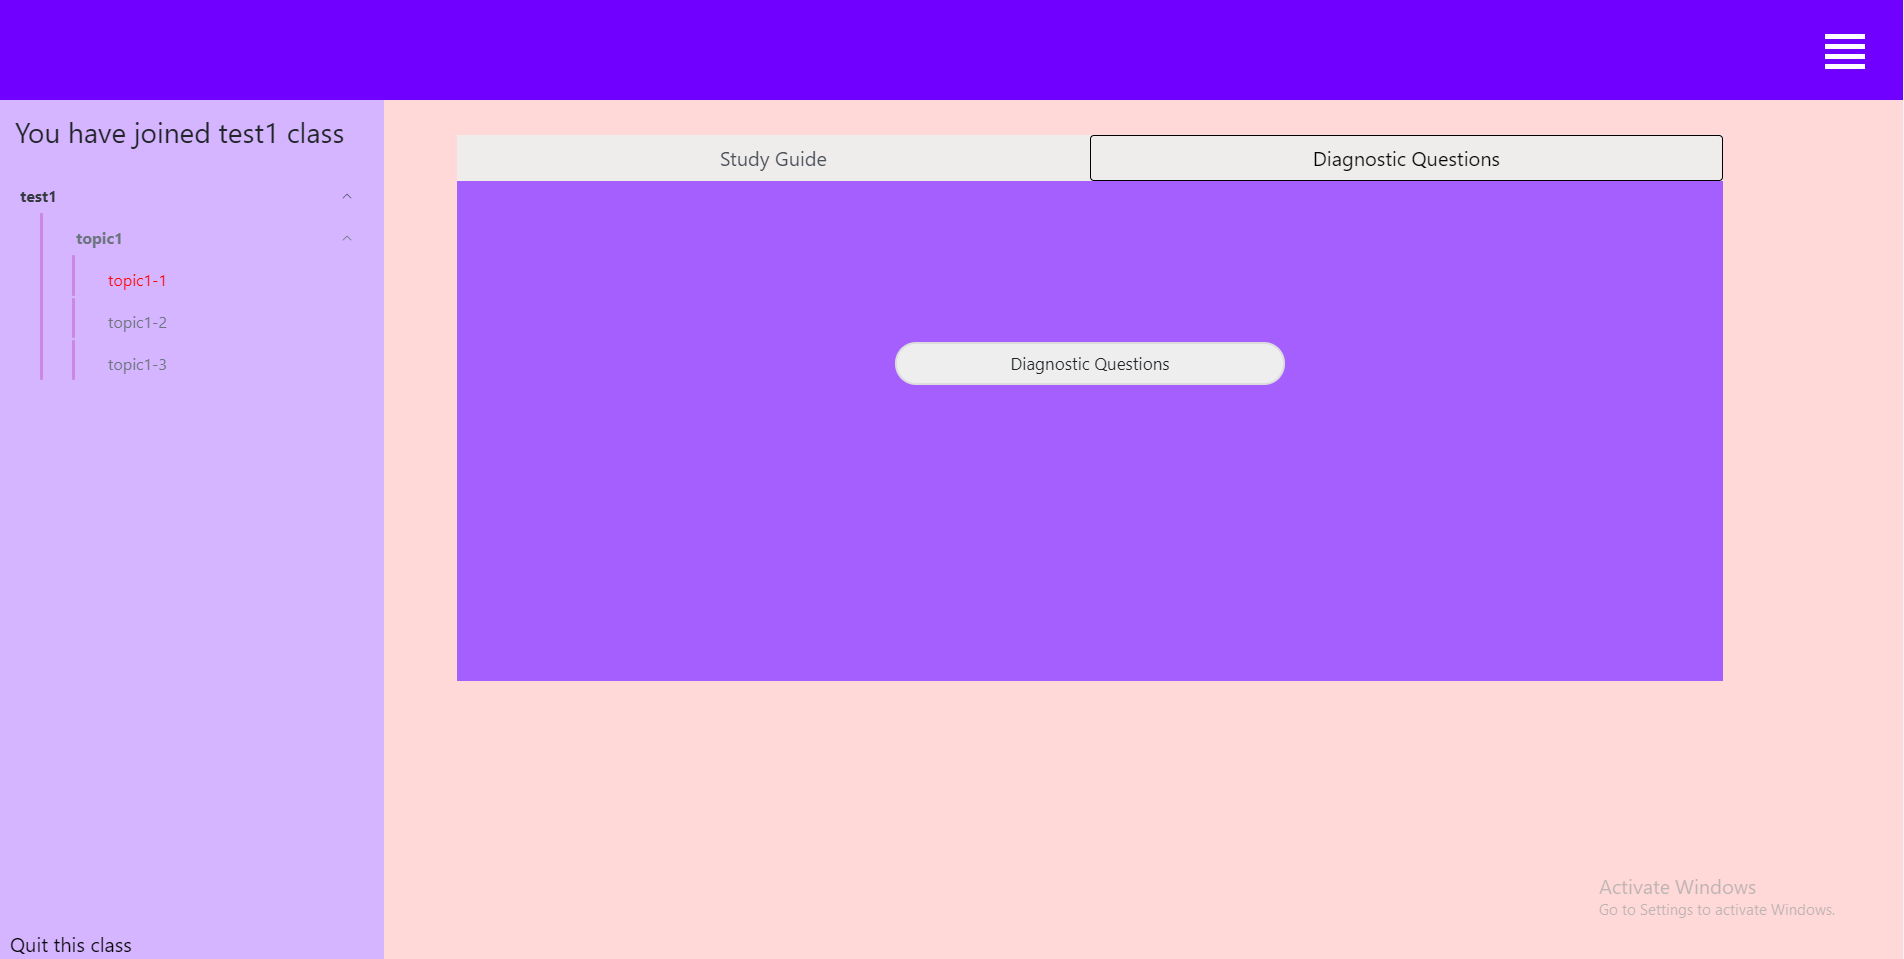 You have joined test1 class
test1
topic1
topic1-1
topic1-2
topic1-3
Quit this class
Study Guide
Diagnostic Questions
Diagnostic Questions
Activate Windows
Go to Settings to activate Windows.